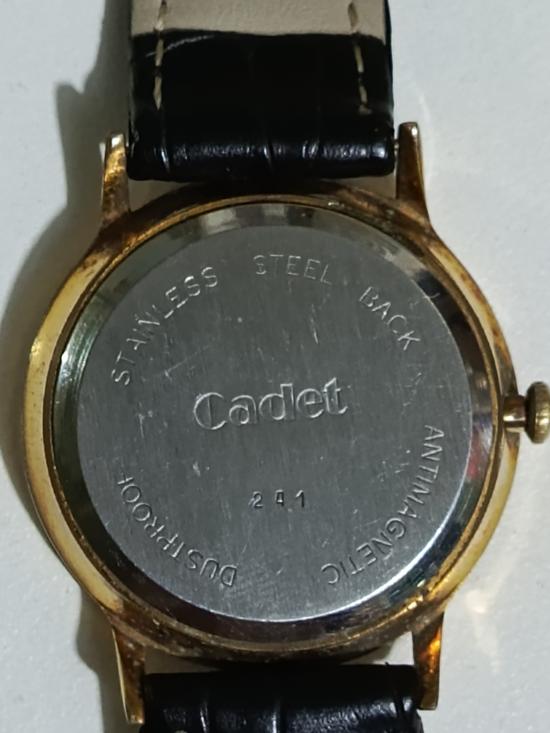 STAINLESS STEEL BACK
Cadet
241
ANTIMAGNETIC
DUSTPROOF